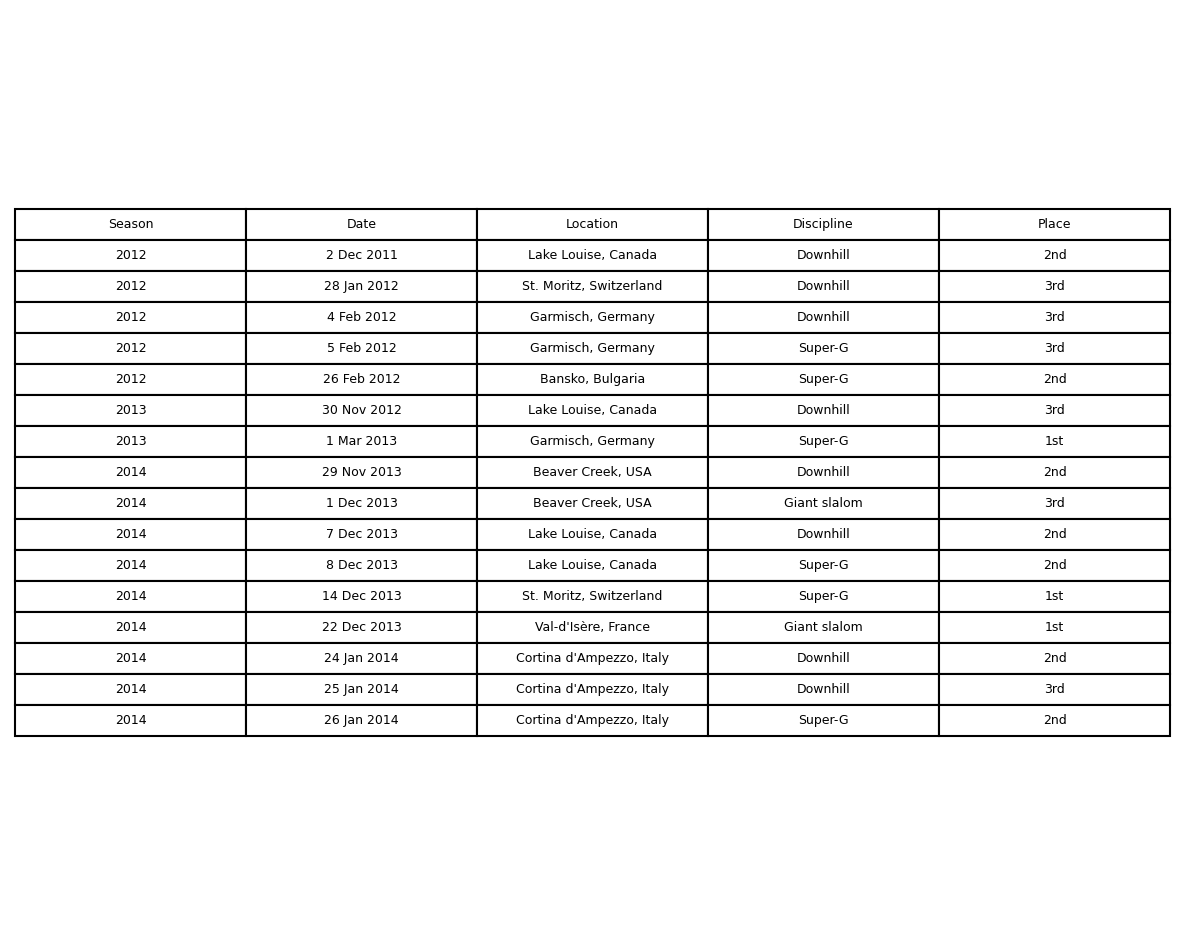 Season Date Location Discipline Place
2012 2 Dec 2011 Lake Louise, Canada Downhill 2nd
2012 28 Jan 2012 St. Moritz, Switzerland Downhill 3rd
2012 4 Feb 2012 Garmisch, Germany Downhill 3rd
2012 5 Feb 2012 Garmisch, Germany Super-G 3rd
2012 26 Feb 2012 Bansko, Bulgaria Super-G 2nd
2013 30 Nov 2012 Lake Louise, Canada Downhill 3rd
2013 1 Mar 2013 Garmisch, Germany Super-G 1st
2014 29 Nov 2013 Beaver Creek, USA Downhill 2nd
2014 1 Dec 2013 Beaver Creek, USA Giant slalom 3rd
2014 7 Dec 2013 Lake Louise, Canada Downhill 2nd
2014 8 Dec 2013 Lake Louise, Canada Super-G 2nd
2014 14 Dec 2013 St. Moritz, Switzerland Super-G 1st
2014 22 Dec 2013 Val-d'Isère, France Giant slalom 1st
2014 24 Jan 2014 Cortina d'Ampezzo, Italy Downhill 2nd
2014 25 Jan 2014 Cortina d'Ampezzo, Italy Downhill 3rd
2014 26 Jan 2014 Cortina d'Ampezzo, Italy Super-G 2nd